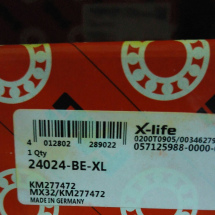 X-life
0200T0905/00346279
057125988-0000-
4 012802 289022
1 Qty
24024-BE-XL
KM277472
MX32/KM277472
MADE IN GERMANY